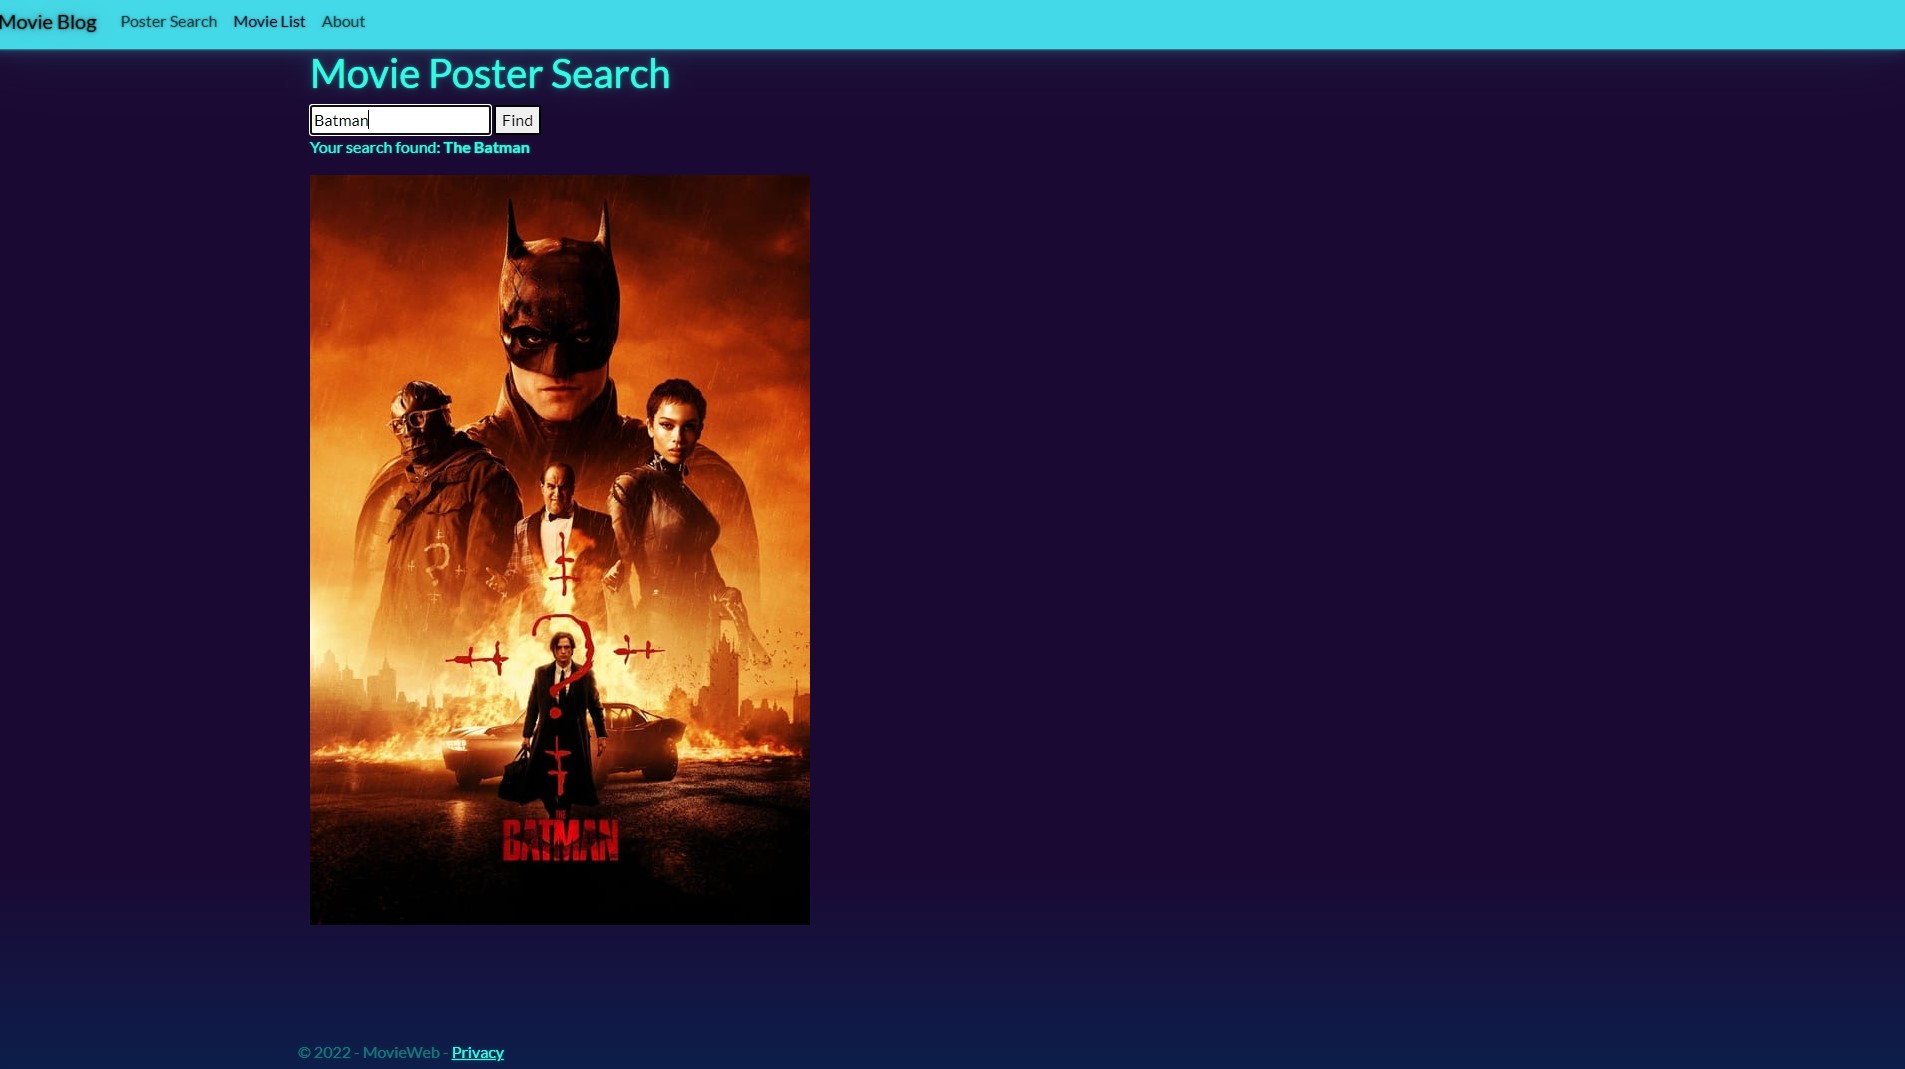 Movie Blog Poster Search Movie List About
Movie Poster Search
Batman Find
Your search found: The Batman
?
?
THE
BATMAN
© 2022 - MovieWeb - Privacy